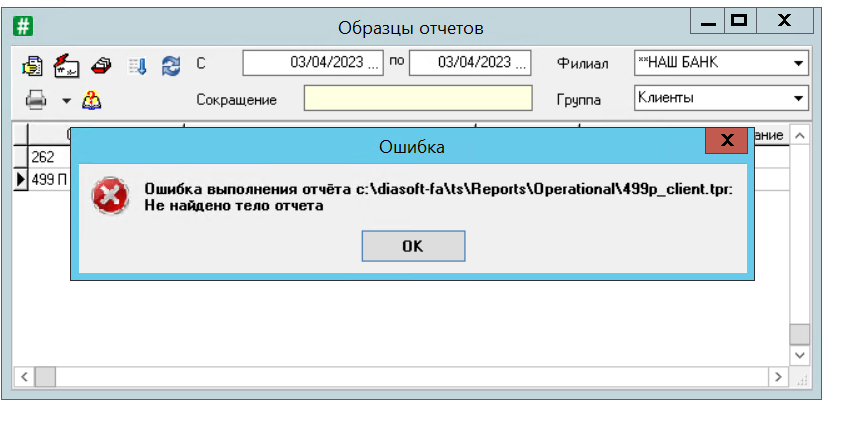 Образцы отчетов
С 03/04/2023 ... по 03/04/2023 ... Филиал **НАШ БАНК
Сокращение Группа Клиенты
ание
262
499 П
Ошибка
Ошибка выполнения отчёта c:\diasoft-fa\ts\Reports\Operational\499p_client.tpr:
Не найдено тело отчета
OK